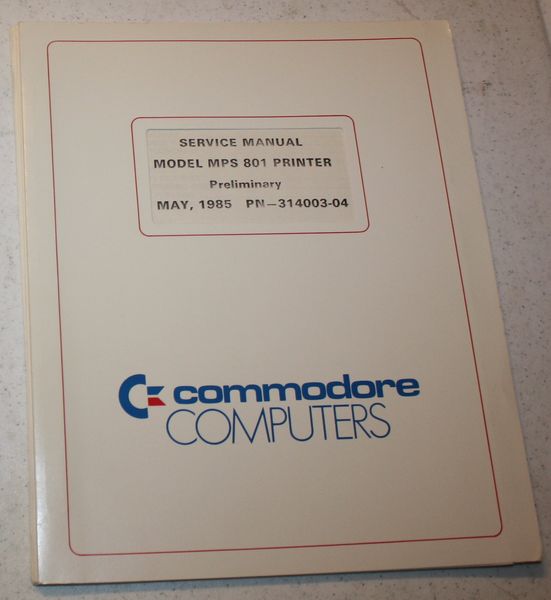 SERVICE MANUAL
MODEL MPS 801 PRINTER
Preliminary
MAY, 1985 PN-314003-04
commodore
COMPUTERS